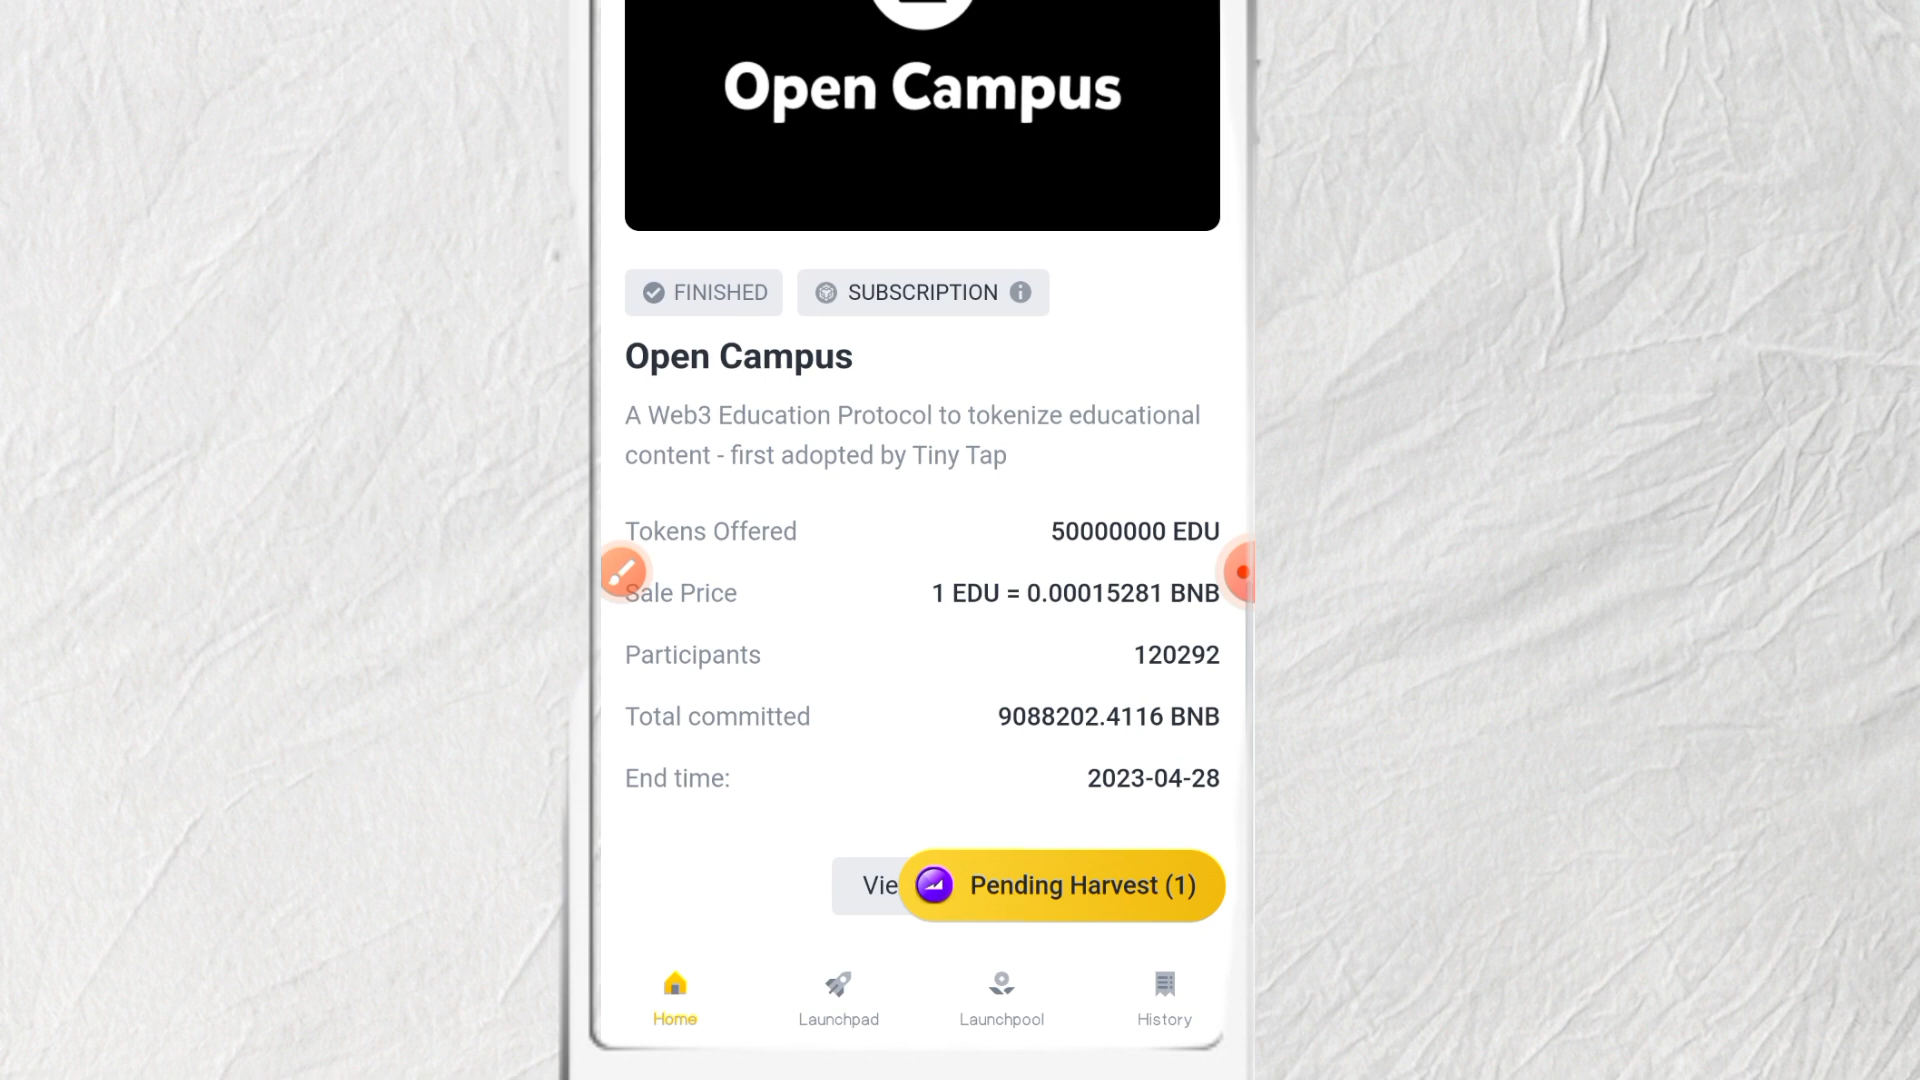 Open Campus
FINISHED
SUBSCRIPTION
Open Campus
A Web3 Education Protocol to tokenize educational
content - first adopted by Tiny Tap
Tokens Offered 50000000 EDU
Sale Price 1 EDU = 0.00015281 BNB
Participants 120292
Total committed 9088202.4116 BNB
End time: 2023-04-28
Vie
Pending Harvest (1)
Home Launchpad Launchpool History